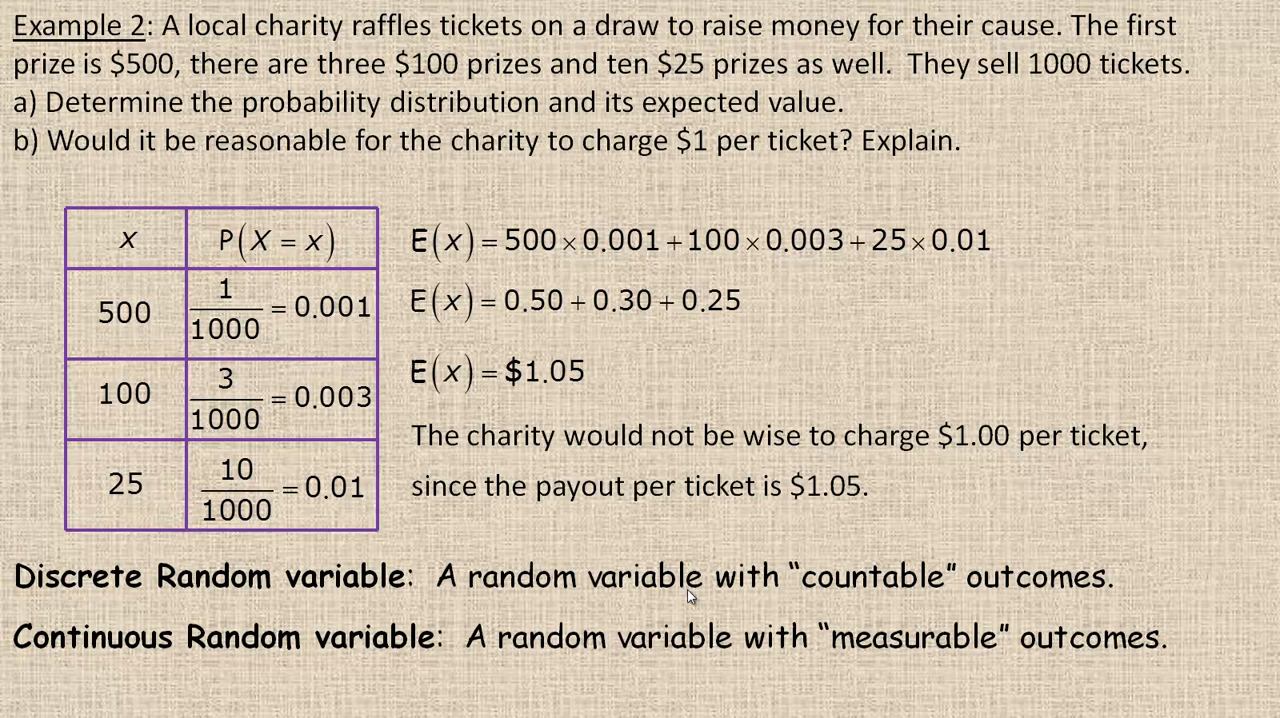 Example 2: A local charity raffles tickets on a draw to raise money for their cause. The first
prize is $500, there are three $100 prizes and ten $25 prizes as well. They sell 1000 tickets.
a) Determine the probability distribution and its expected value.
b) Would it be reasonable for the charity to charge $1 per ticket? Explain.
x P(X = x)
500 1/1000 = 0.001
100 3/1000 = 0.003
25 10/1000 = 0.01
E(x) = 500 × 0.001 + 100 × 0.003 + 25 × 0.01
E(x) = 0.50 + 0.30 + 0.25
E(x) = $1.05
The charity would not be wise to charge $1.00 per ticket,
since the payout per ticket is $1.05.
Discrete Random variable: A random variable with “countable” outcomes.
Continuous Random variable: A random variable with “measurable” outcomes.